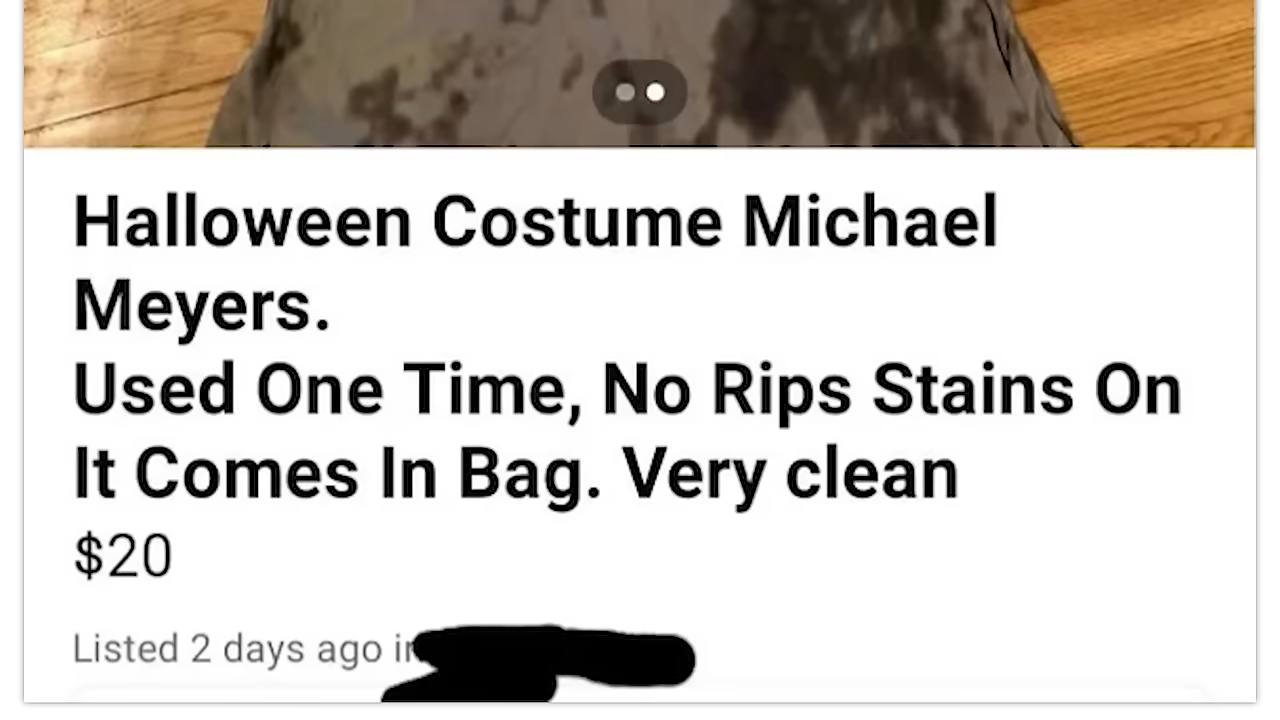 Halloween Costume Michael
Meyers.
Used One Time, No Rips Stains On
It Comes In Bag. Very clean
$20
Listed 2 days ago in